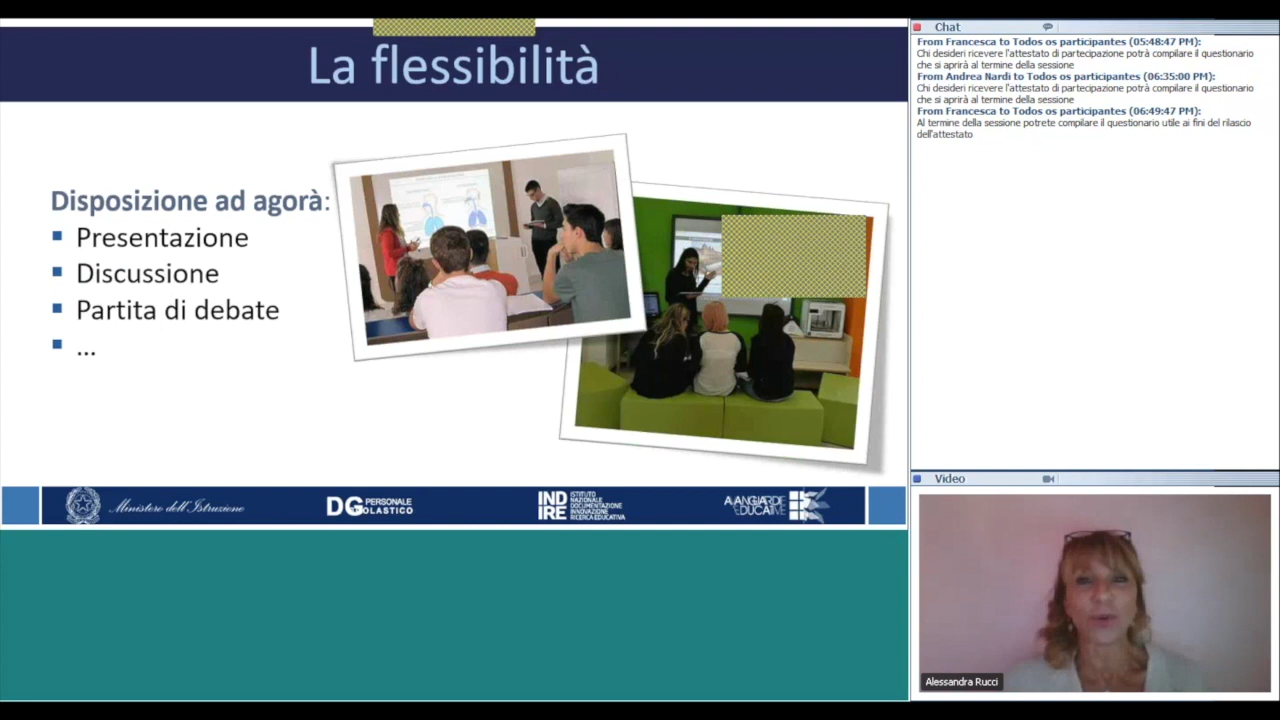 La flessibilità
Disposizione ad agorà:
Presentazione
Discussione
Partita di debate
...
Ministero dell'Istruzione
DG PERSONALE
SCOLASTICO
INDIRE
ISTITUTO
NAZIONALE
DOCUMENTAZIONE
INNOVAZIONE
RICERCA EDUCATIVA
AVANGUARDIE
EDUCATIVE
Chat
From Francesca to Todos os participantes (05:48:47 PM):
Chi desideri ricevere l'attestato di partecipazione potrà compilare il questionario
che si aprirà al termine della sessione
From Andrea Nardi to Todos os participantes (06:35:00 PM):
Chi desideri ricevere l'attestato di partecipazione potrà compilare il questionario
che si aprirà al termine della sessione
From Francesca to Todos os participantes (06:49:47 PM):
Al termine della sessione potrete compilare il questionario utile ai fini del rilascio
dell'attestato
Video
Alessandra Rucci